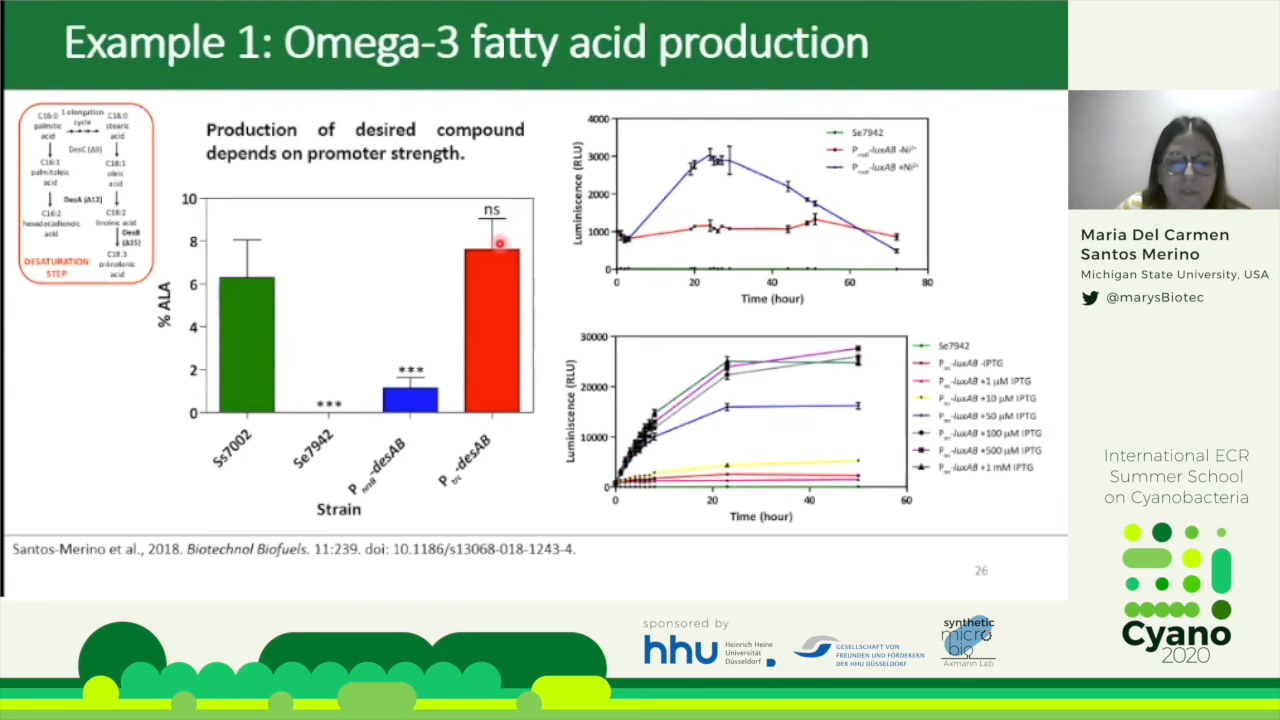 Example 1: Omega-3 fatty acid production
C16:0
palmitic
acid
1 elongation
cycle
C18:0
stearic
acid
DesC (Δ9)
C16:1
palmitoleic
acid
C18:1
oleic
acid
DesA (Δ12)
C16:2
hexadecadienoic
acid
C18:2
linoleic acid
DesB
(Δ15)
C18:3
α-linolenic
acid
DESATURATION
STEP
Production of desired compound
depends on promoter strength.
% ALA
10
8
6
4
2
0
***
***
ns
Ss7002
Se7942
PnrsB-desAB
Ptrc-desAB
Strain
Luminiscence (RLU)
4000
3000
2000
1000
0
0 20 40 60 80
Time (hour)
Se7942
PnrsB-luxAB -Ni2+
PnrsB-luxAB +Ni2+
Luminiscence (RLU)
30000
20000
10000
0
0 20 40 60
Time (hour)
Se7942
Ptrc-luxAB -IPTG
Ptrc-luxAB +1 µM IPTG
Ptrc-luxAB +10 µM IPTG
Ptrc-luxAB +50 µM IPTG
Ptrc-luxAB +100 µM IPTG
Ptrc-luxAB +500 µM IPTG
Ptrc-luxAB +1 mM IPTG
Santos-Merino et al., 2018. Biotechnol Biofuels. 11:239. doi: 10.1186/s13068-018-1243-4.
26
Maria Del Carmen
Santos Merino
Michigan State University, USA
@marysBiotec
International ECR
Summer School
on Cyanobacteria
Cyano
2020
sponsored by
hhu
Heinrich Heine
Universität
Düsseldorf
GESELLSCHAFT VON
FREUNDEN UND FÖRDERERN
DER HHU DÜSSELDORF
synthetic
micro
bio
Axmann Lab